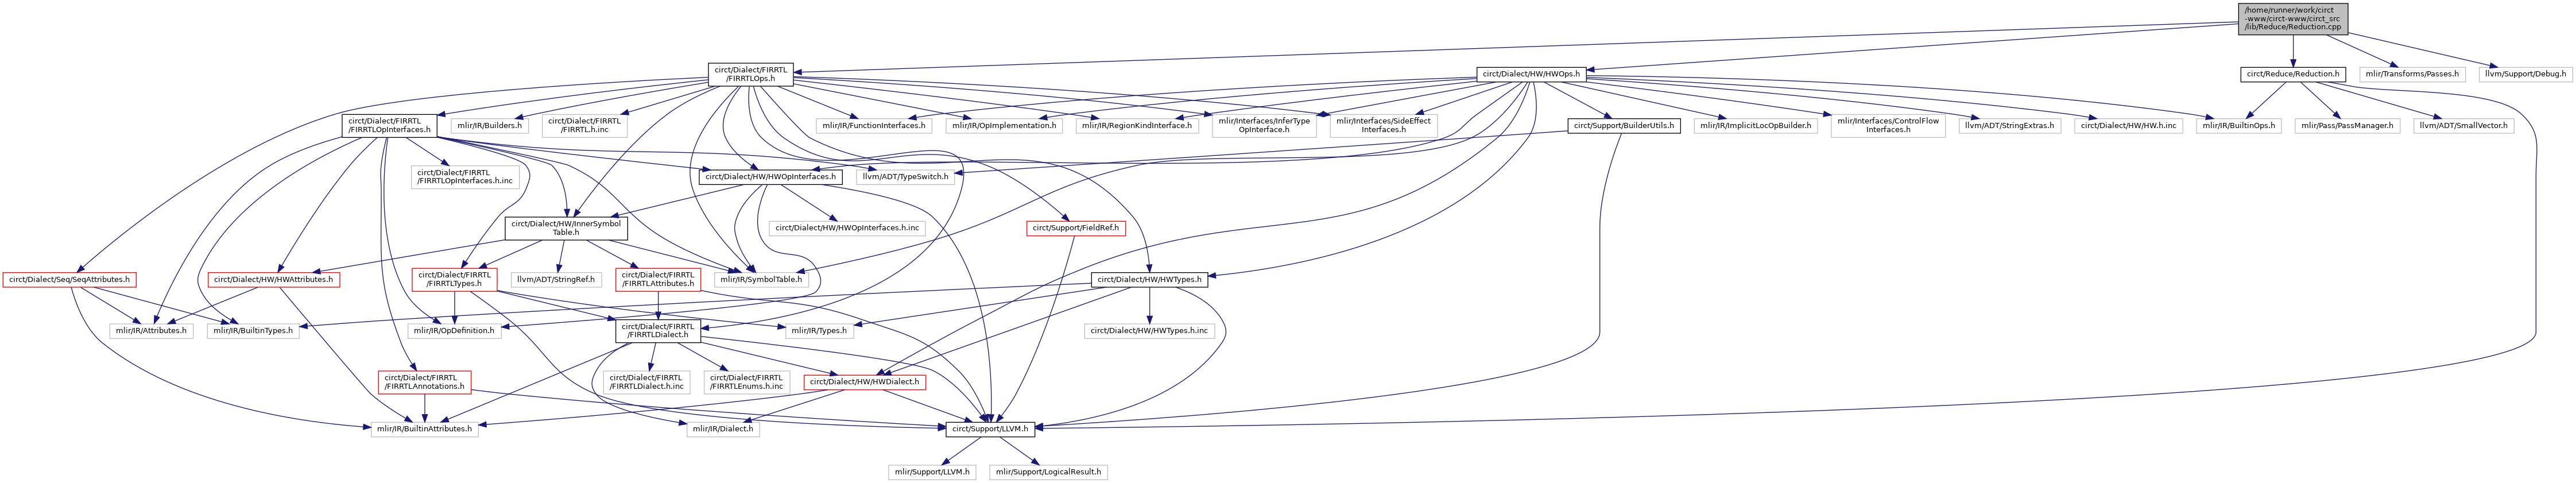 /home/runner/work/circt
-www/circt-www/circt_src
/lib/Reduce/Reduction.cpp
circt/Dialect/FIRRTL
/FIRRTLOps.h
circt/Dialect/HW/HWOps.h
circt/Reduce/Reduction.h
mlir/Transforms/Passes.h
llvm/Support/Debug.h
circt/Dialect/FIRRTL
/FIRRTLOpInterfaces.h
mlir/IR/Builders.h
circt/Dialect/FIRRTL
/FIRRTL.h.inc
mlir/IR/FunctionInterfaces.h
mlir/IR/OpImplementation.h
mlir/IR/RegionKindInterface.h
mlir/Interfaces/InferType
OpInterface.h
mlir/Interfaces/SideEffect
Interfaces.h
circt/Support/BuilderUtils.h
mlir/IR/ImplicitLocOpBuilder.h
mlir/Interfaces/ControlFlow
Interfaces.h
llvm/ADT/StringExtras.h
circt/Dialect/HW/HW.h.inc
mlir/IR/BuiltinOps.h
mlir/Pass/PassManager.h
llvm/ADT/SmallVector.h
circt/Dialect/FIRRTL
/FIRRTLOpInterfaces.h.inc
circt/Dialect/HW/HWOpInterfaces.h
llvm/ADT/TypeSwitch.h
circt/Dialect/HW/InnerSymbol
Table.h
circt/Dialect/HW/HWOpInterfaces.h.inc
circt/Support/FieldRef.h
circt/Dialect/Seq/SeqAttributes.h
circt/Dialect/HW/HWAttributes.h
circt/Dialect/FIRRTL
/FIRRTLTypes.h
llvm/ADT/StringRef.h
circt/Dialect/FIRRTL
/FIRRTLAttributes.h
mlir/IR/SymbolTable.h
circt/Dialect/HW/HWTypes.h
mlir/IR/Attributes.h
mlir/IR/BuiltinTypes.h
mlir/IR/OpDefinition.h
circt/Dialect/FIRRTL
/FIRRTLDialect.h
mlir/IR/Types.h
circt/Dialect/HW/HWTypes.h.inc
circt/Dialect/FIRRTL
/FIRRTLAnnotations.h
circt/Dialect/FIRRTL
/FIRRTLDialect.h.inc
circt/Dialect/FIRRTL
/FIRRTLEnums.h.inc
circt/Dialect/HW/HWDialect.h
mlir/IR/BuiltinAttributes.h
mlir/IR/Dialect.h
circt/Support/LLVM.h
mlir/Support/LLVM.h
mlir/Support/LogicalResult.h